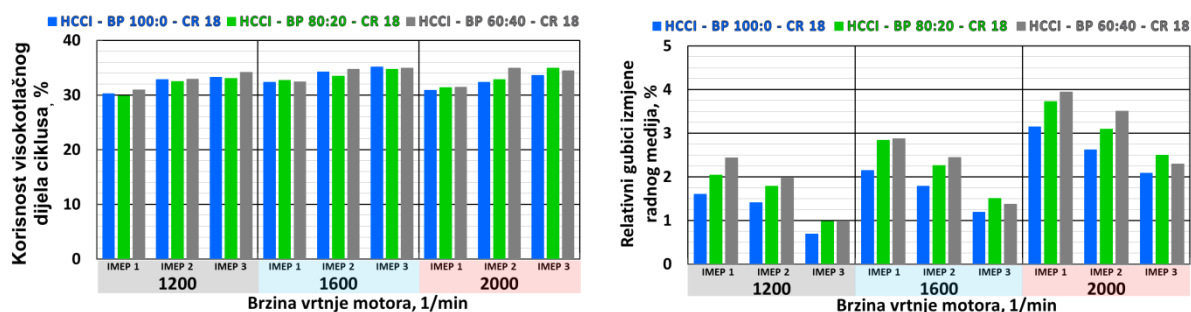 HCCI - BP 100:0 - CR 18 HCCI - BP 80:20 - CR 18 HCCI - BP 60:40 - CR 18
Korisnost visokotlačnog
dijela ciklusa, %
40
30
20
10
0
IMEP 1 IMEP 2 IMEP 3 IMEP 1 IMEP 2 IMEP 3 IMEP 1 IMEP 2 IMEP 3
1200 1600 2000
Brzina vrtnje motora, 1/min
HCCI - BP 100:0 - CR 18 HCCI - BP 80:20 - CR 18 HCCI - BP 60:40 - CR 18
Relativni gubici izmjene
radnog medija, %
5
4
3
2
1
0
IMEP 1 IMEP 2 IMEP 3 IMEP 1 IMEP 2 IMEP 3 IMEP 1 IMEP 2 IMEP 3
1200 1600 2000
Brzina vrtnje motora, 1/min